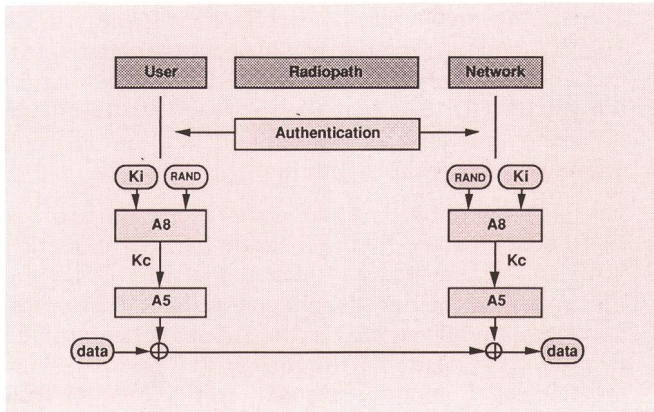 User Radiopath Network
Authentication
Ki RAND RAND Ki
A8 A8
Kc Kc
A5 A5
data data